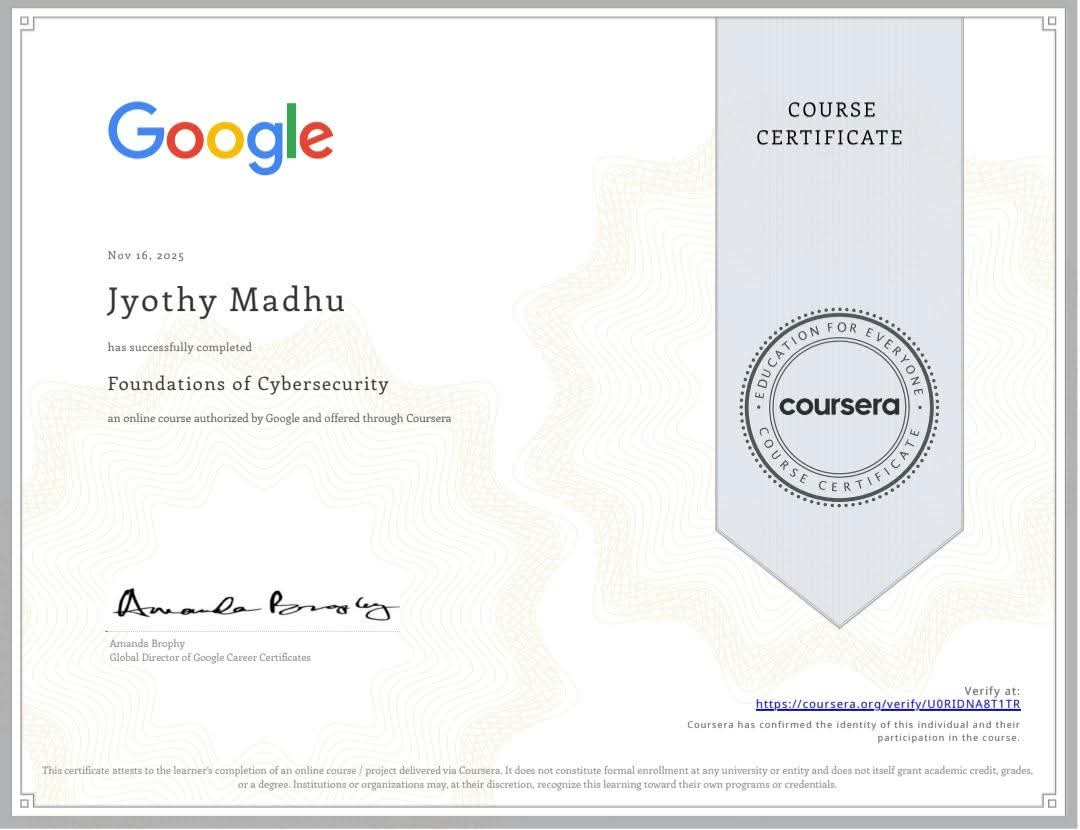 Google
COURSE
CERTIFICATE
Nov 16, 2025
Jyothy Madhu
has successfully completed
Foundations of Cybersecurity
an online course authorized by Google and offered through Coursera
EDUCATION FOR EVERYONE
coursera
COURSE CERTIFICATE
Amanda Brophy
Amanda Brophy
Global Director of Google Career Certificates
Verify at:
https://coursera.org/verify/U0RIDNA8T1TR
Coursera has confirmed the identity of this individual and their
participation in the course.
This certificate attests to the learner's completion of an online course / project delivered via Coursera. It does not constitute formal enrollment at any university or entity and does not itself grant academic credit, grades,
or a degree. Institutions or organizations may, at their discretion, recognize this learning toward their own programs or credentials.